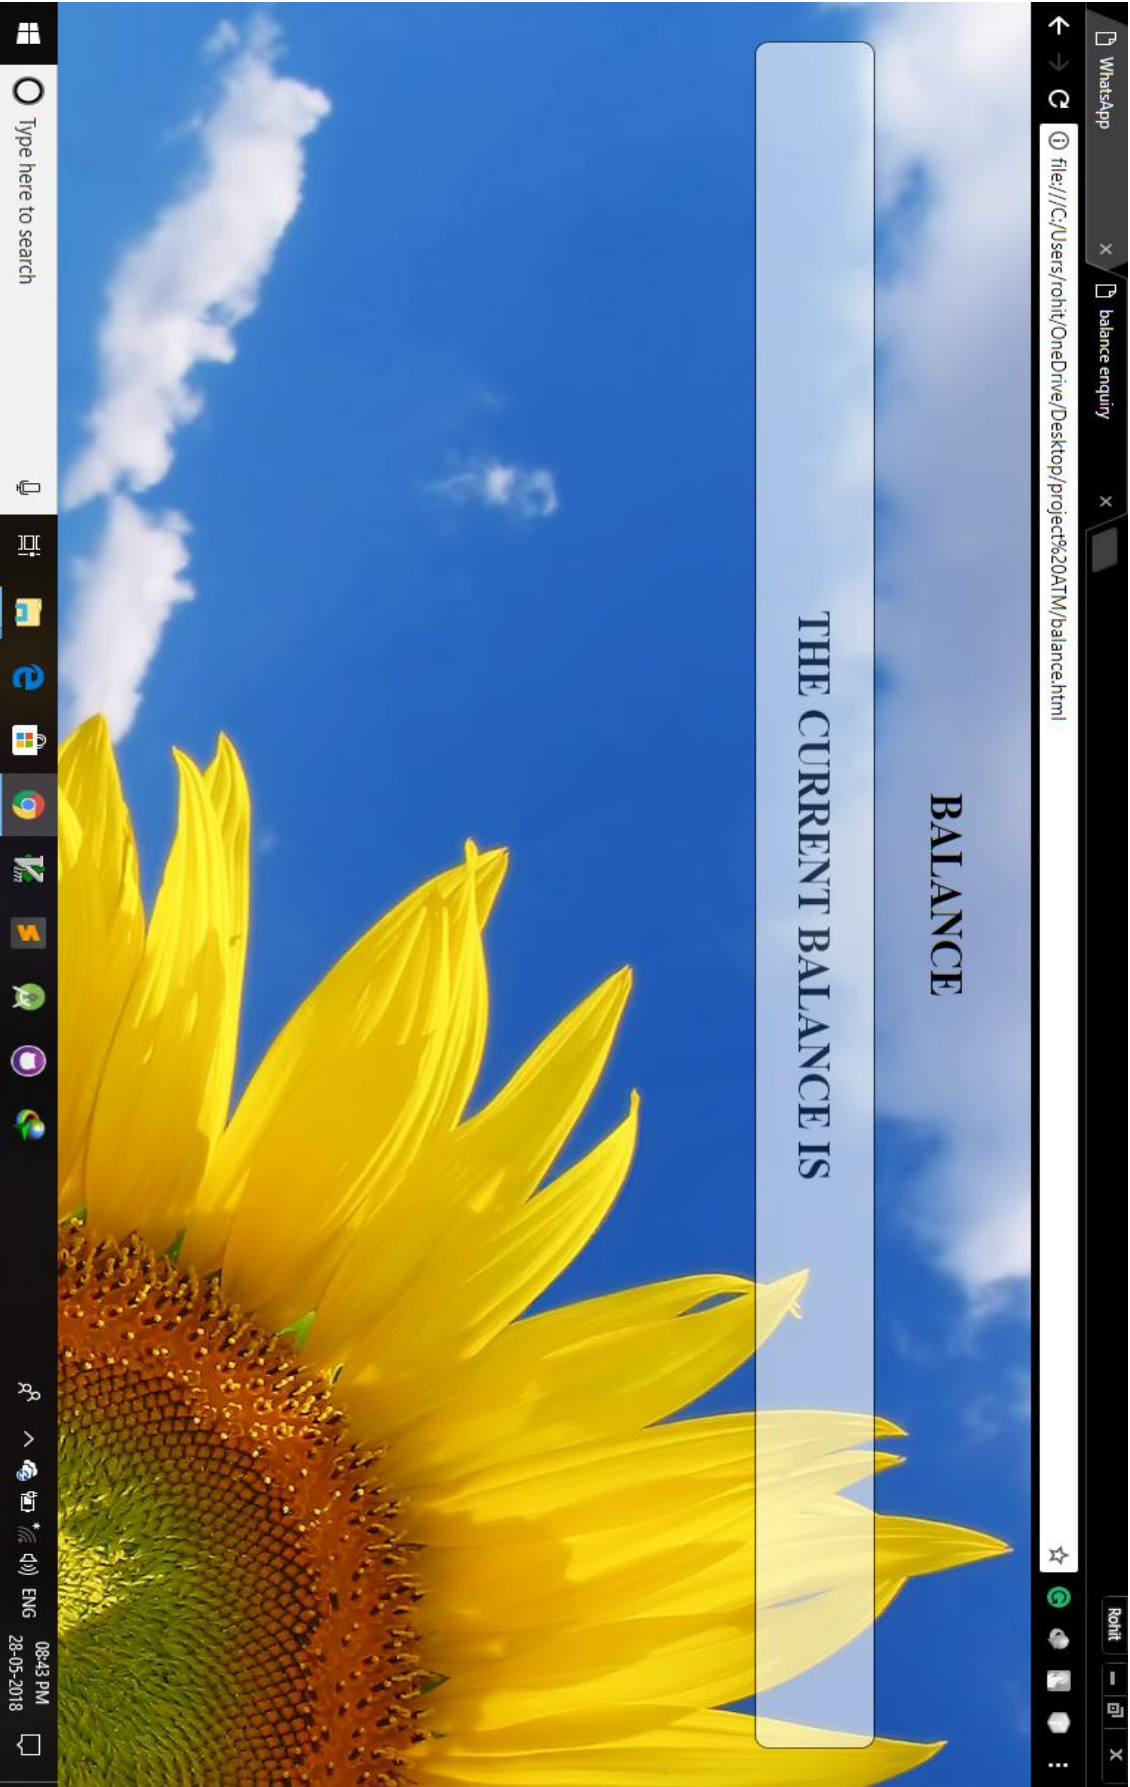 WhatsApp
balance enquiry
Rohit
file:///C:/Users/rohit/OneDrive/Desktop/project%20ATM/balance.html
BALANCE
THE CURRENT BALANCE IS
Type here to search
ENG
08:43 PM
28-05-2018